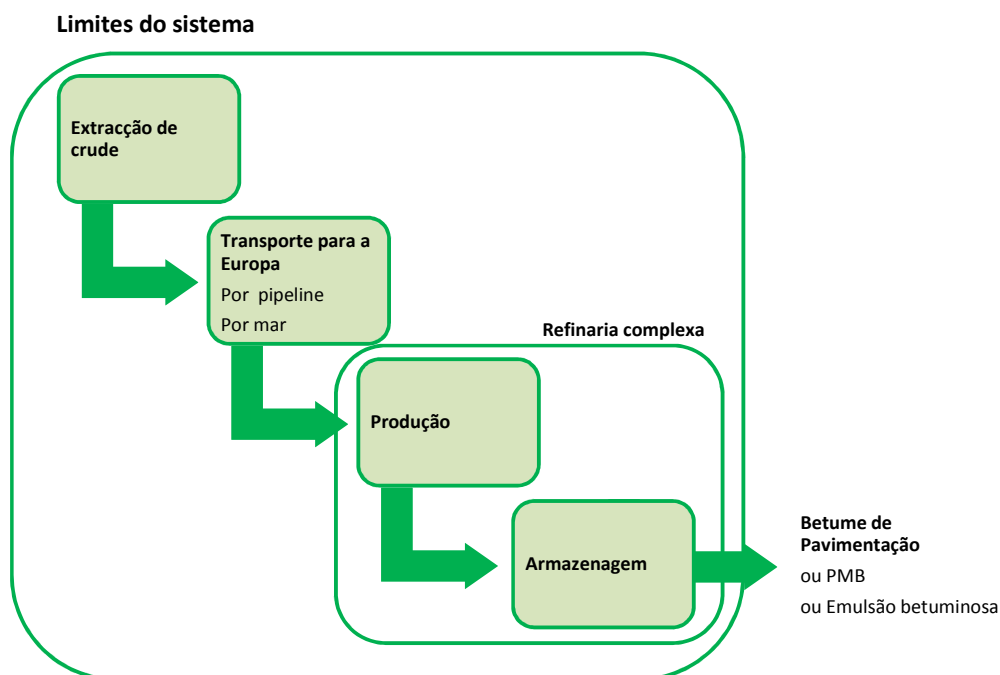 Limites do sistema
Extracção de
crude
Transporte para a
Europa
Por pipeline
Por mar
Refinaria complexa
Produção
Armazenagem
Betume de
Pavimentação
ou PMB
ou Emulsão betuminosa